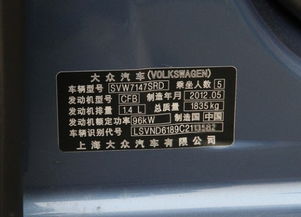 大众汽车(VOLKSWAGEN)
车辆型号 SVW7147SRD 乘坐人数 5
发动机型号 CFB 制造年月 2012.05
发动机排量 1.4 L 总质量 1835kg
发动机额定功率 96kW 制造国 中国
车辆识别代号
上海大众汽车有限公司